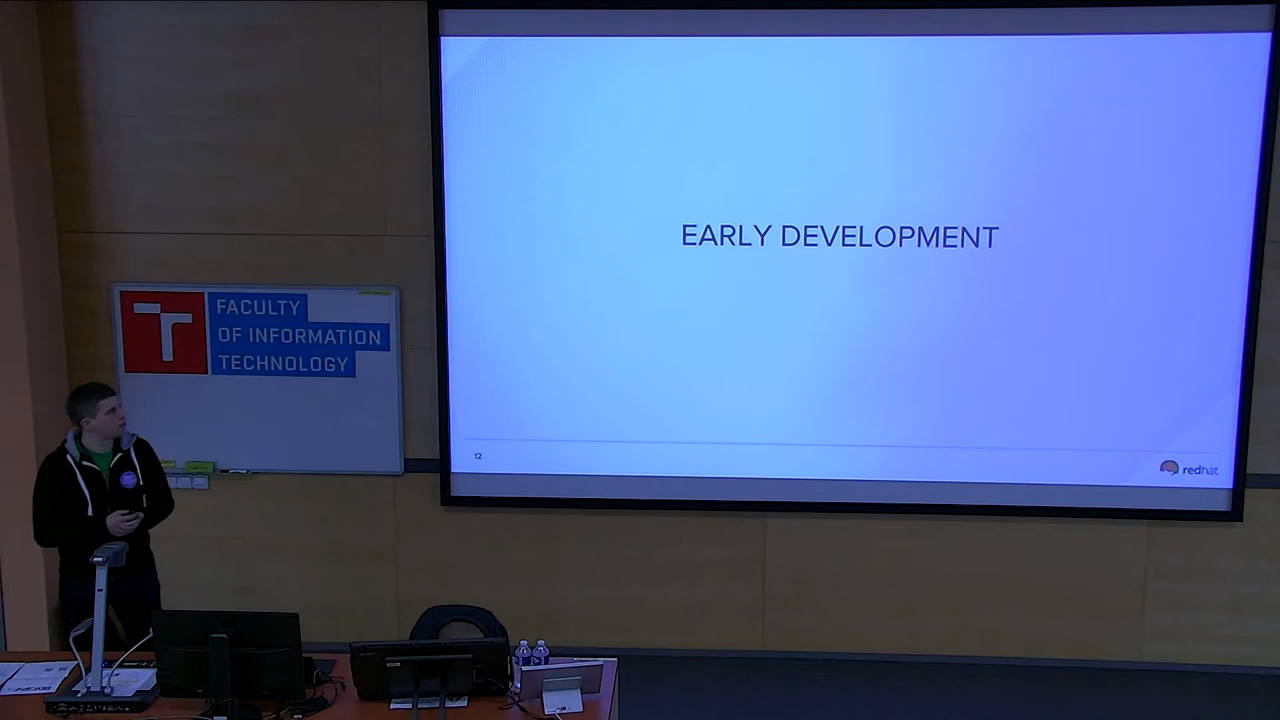 EARLY DEVELOPMENT
12
redhat
FACULTY
OF INFORMATION
TECHNOLOGY